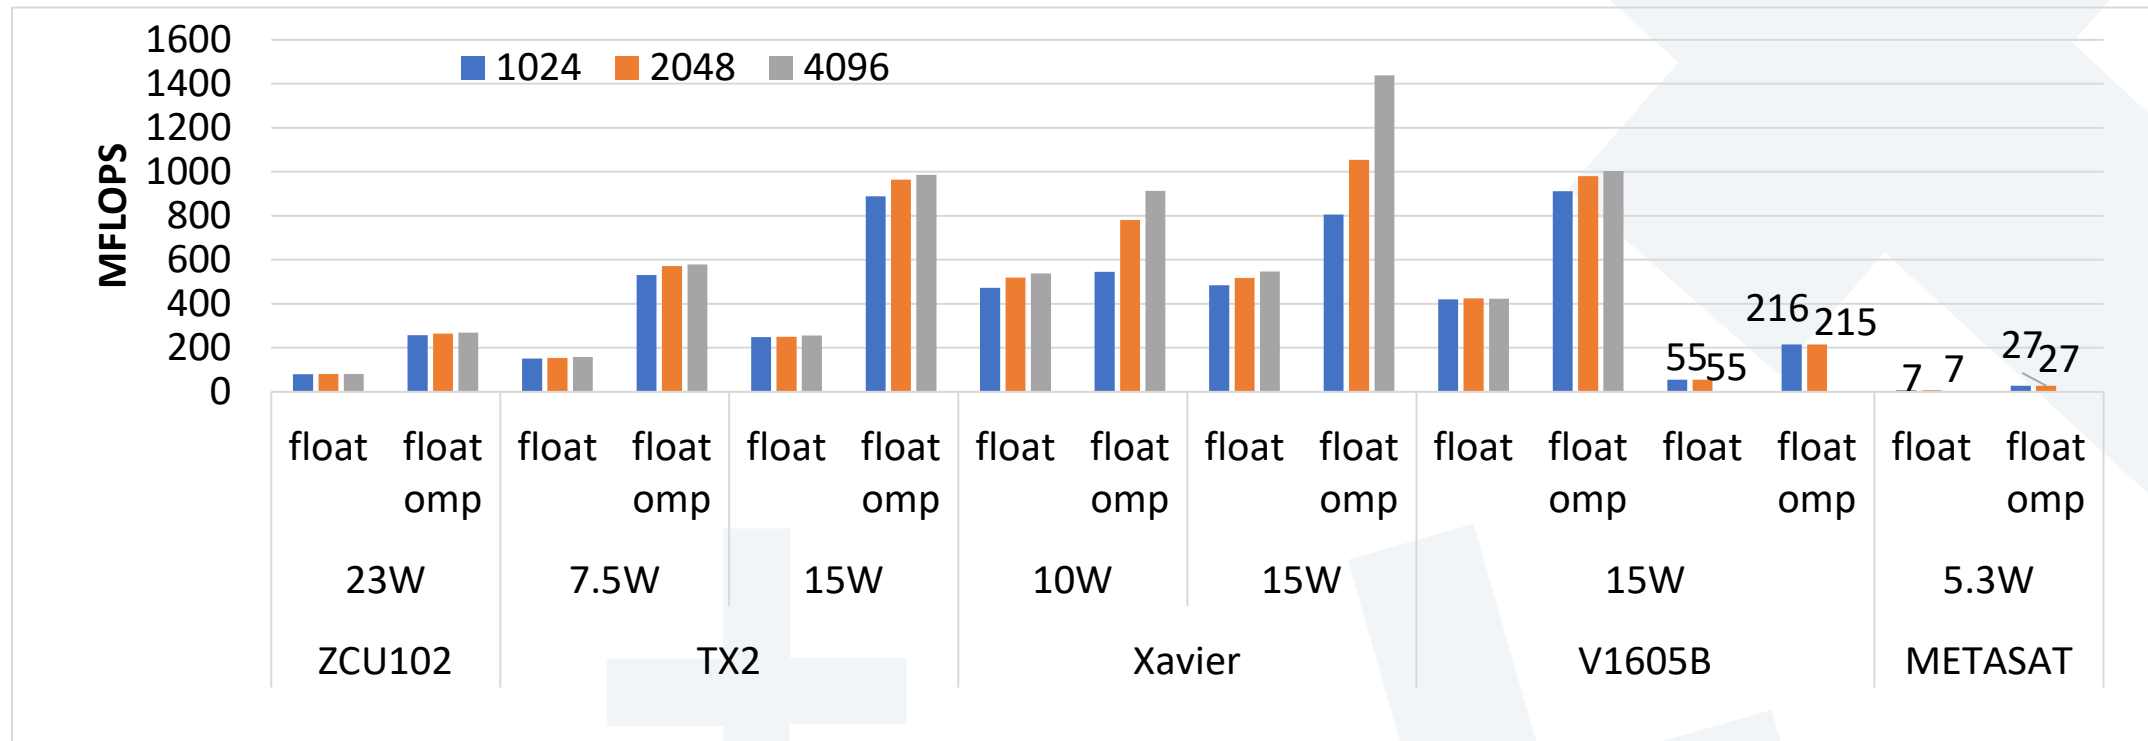 1600
1400
1200
1000
800
600
400
200
0
MFLOPS
1024 2048 4096
55 55 216 215 7 7 27 27
float float float float float float float float float float float float float float float float
omp omp omp omp omp omp omp omp
23W 7.5W 15W 10W 15W 15W 5.3W
ZCU102 TX2 Xavier V1605B METASAT